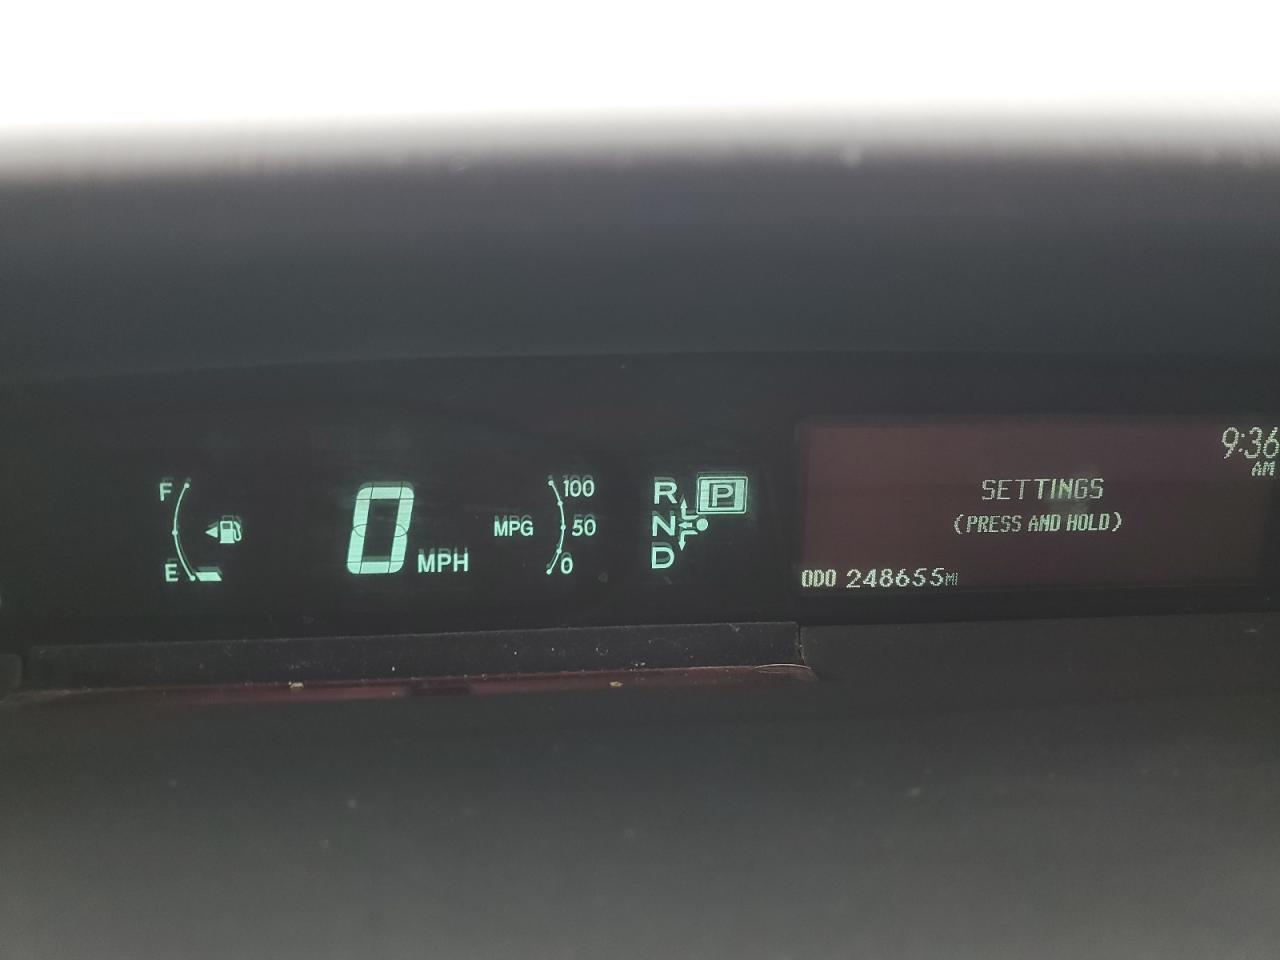 F
E
0 MPH
MPG
100
50
0
R
N
D
P
9:36
AM
SETTINGS
(PRESS AND HOLD)
ODO 248655MI